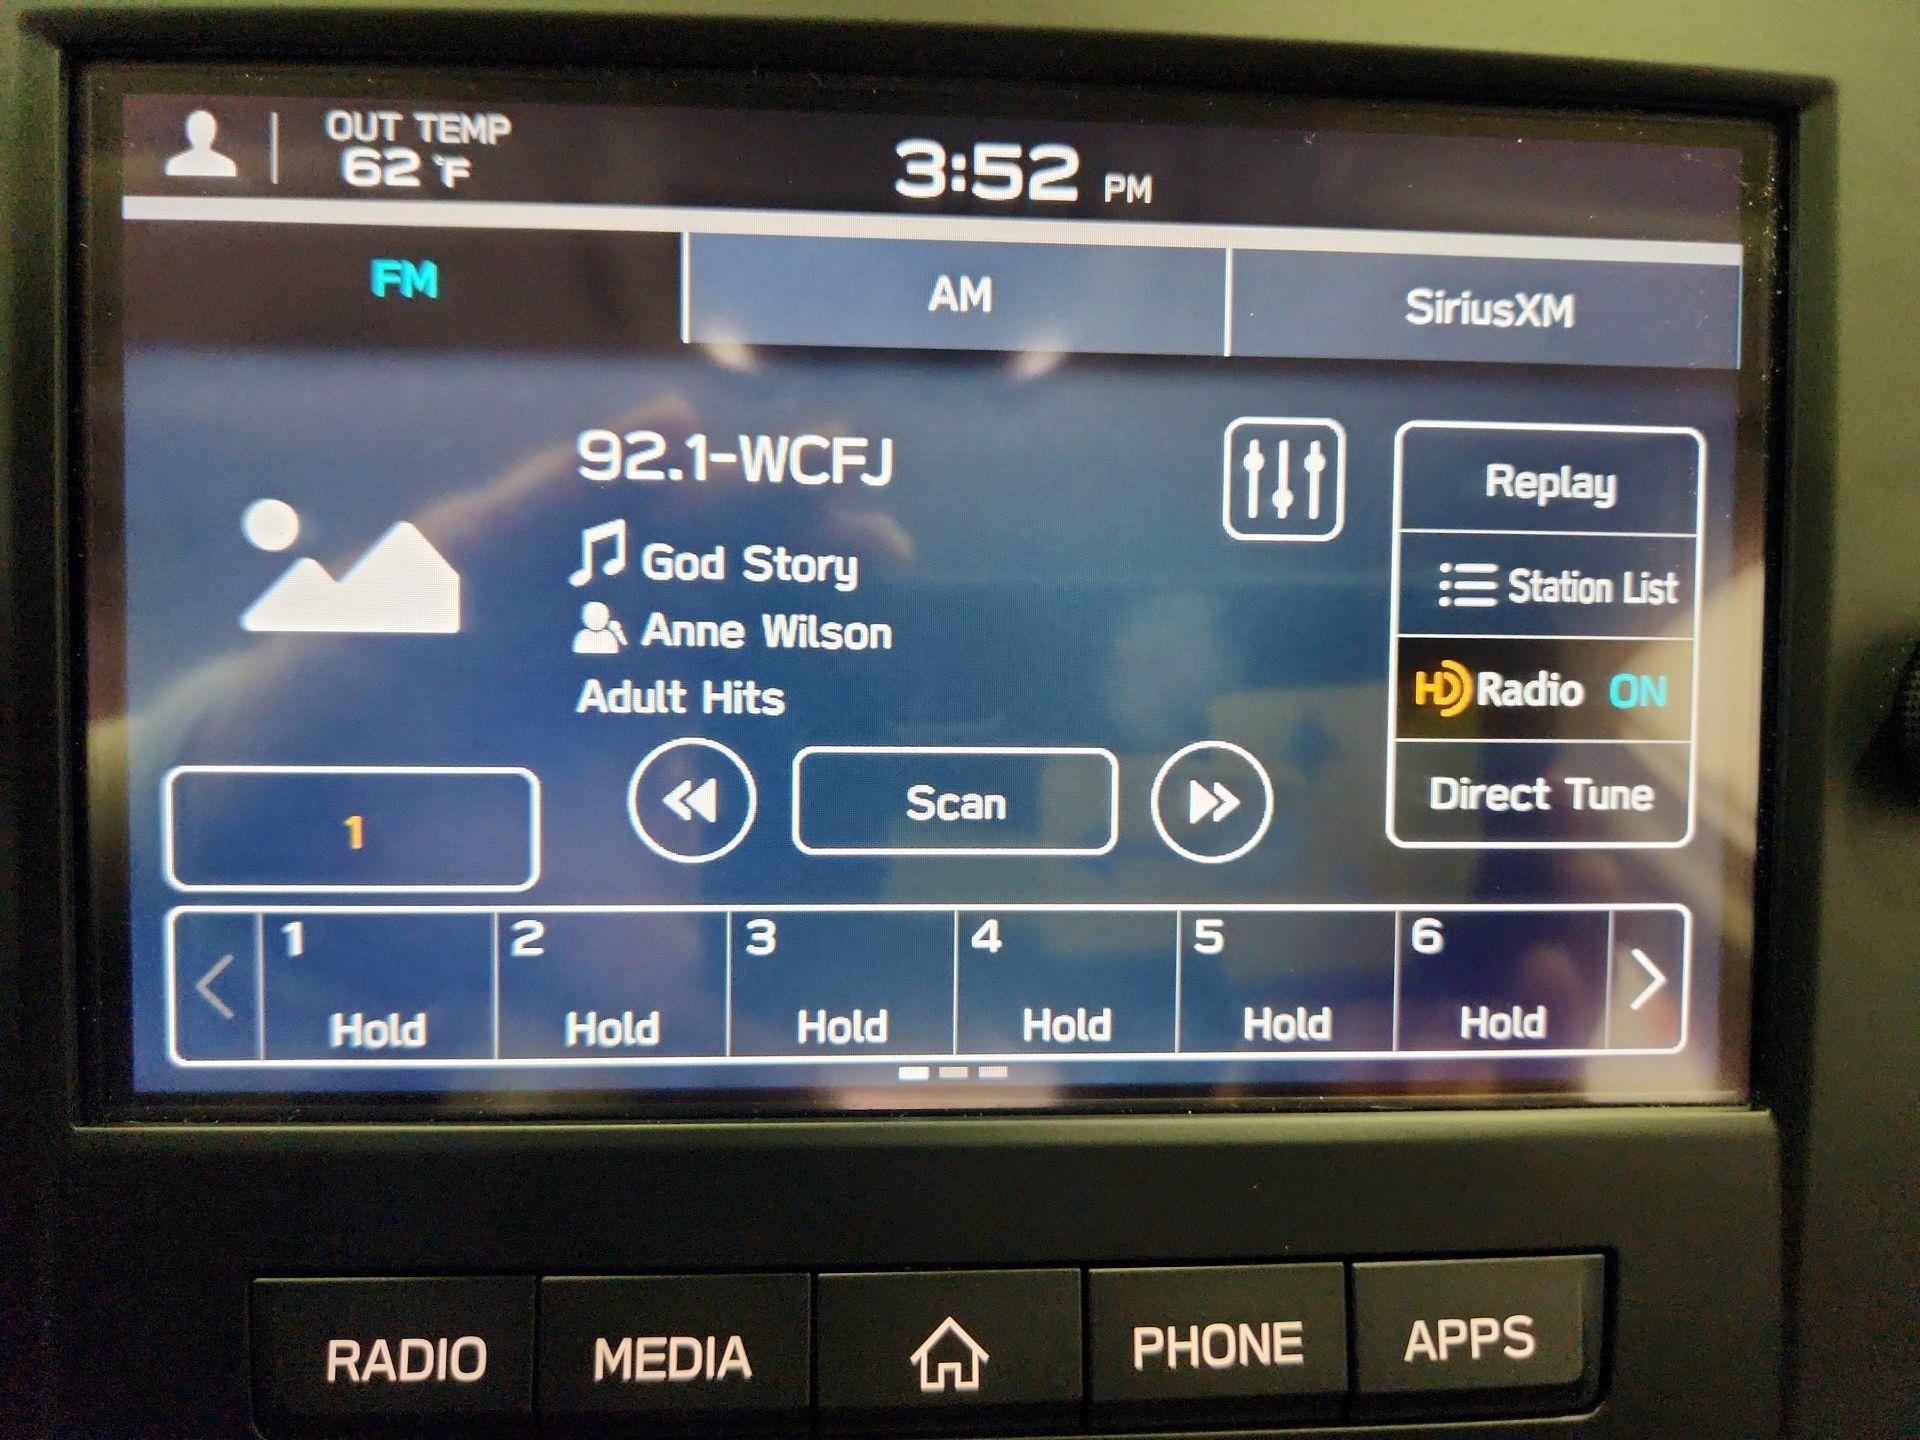 OUT TEMP
62 °F
3:52 PM
FM
AM
SiriusXM
92.1-WCFJ
God Story
Anne Wilson
Adult Hits
Replay
Station List
HD Radio ON
Direct Tune
1
Scan
1 Hold
2 Hold
3 Hold
4 Hold
5 Hold
6 Hold
RADIO
MEDIA
PHONE
APPS